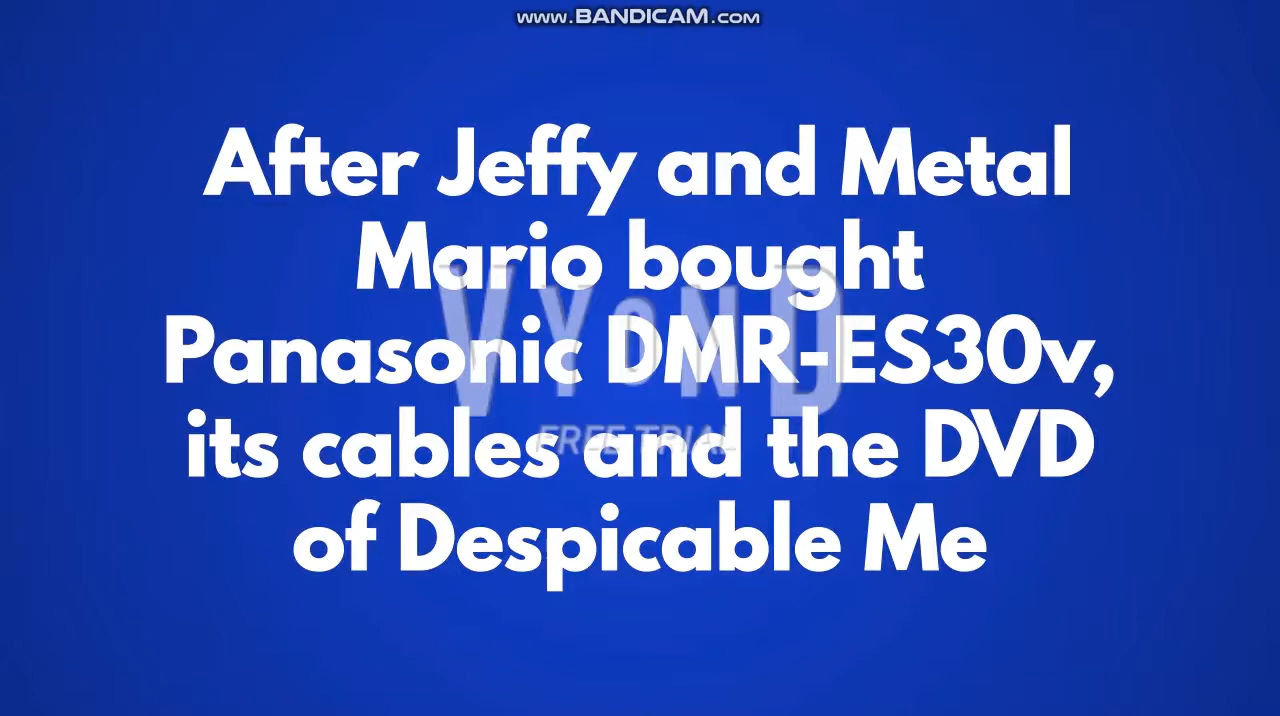 www.BANDICAM.com
After Jeffy and Metal
Mario bought
Panasonic DMR-ES30v,
its cables and the DVD
of Despicable Me
VYOND
FREE TRIAL